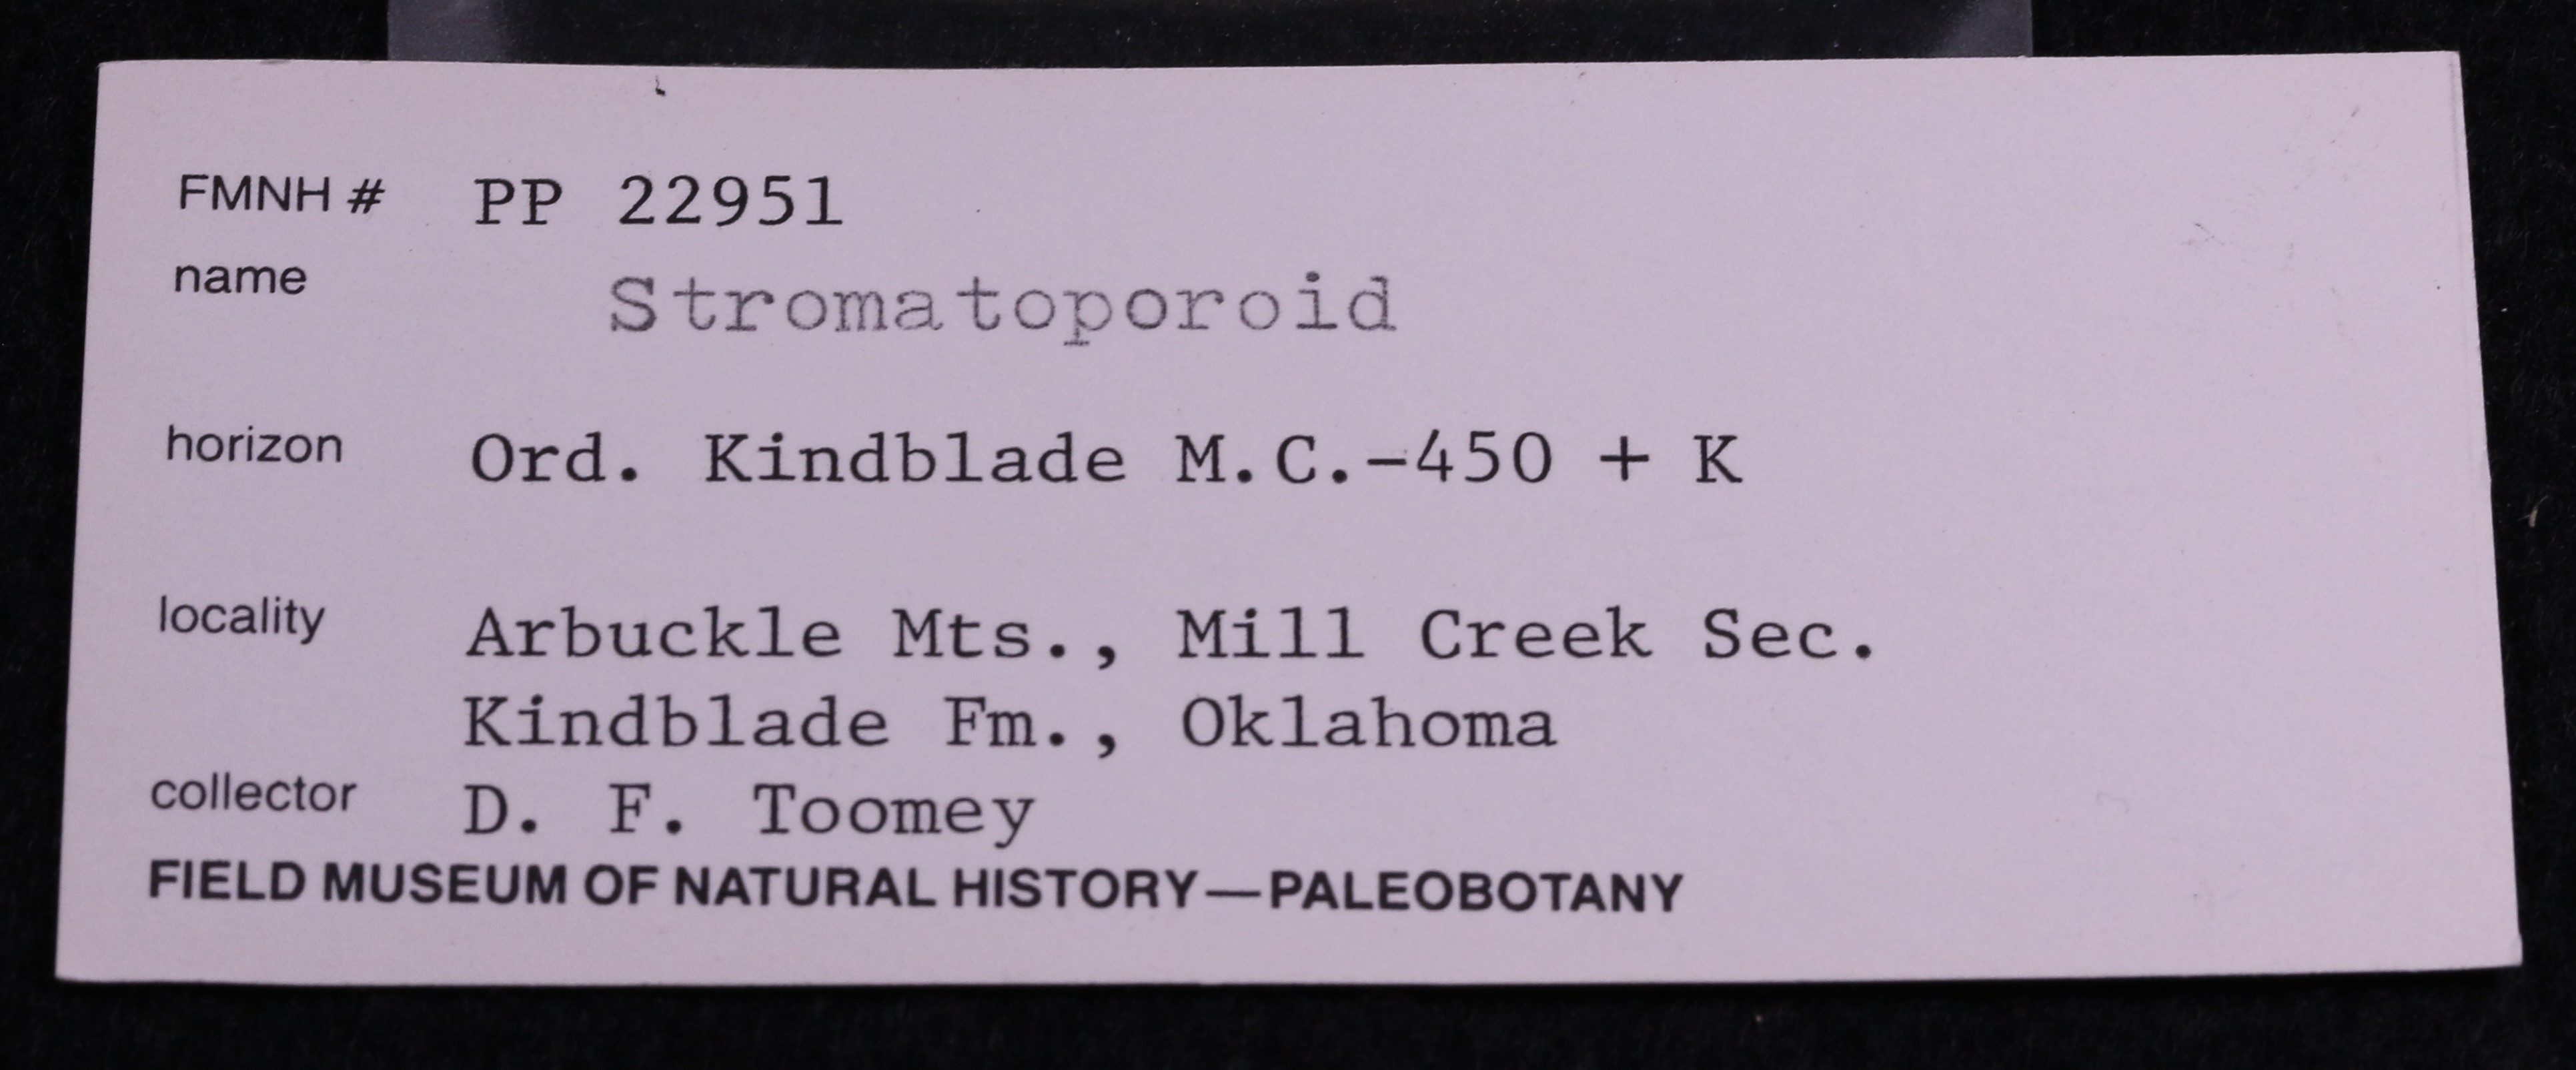 FMNH # PP 22951
name Stromatoporoid
horizon Ord. Kindblade M.C.-450 + K
locality Arbuckle Mts., Mill Creek Sec.
Kindblade Fm., Oklahoma
collector D. F. Toomey
FIELD MUSEUM OF NATURAL HISTORY—PALEOBOTANY